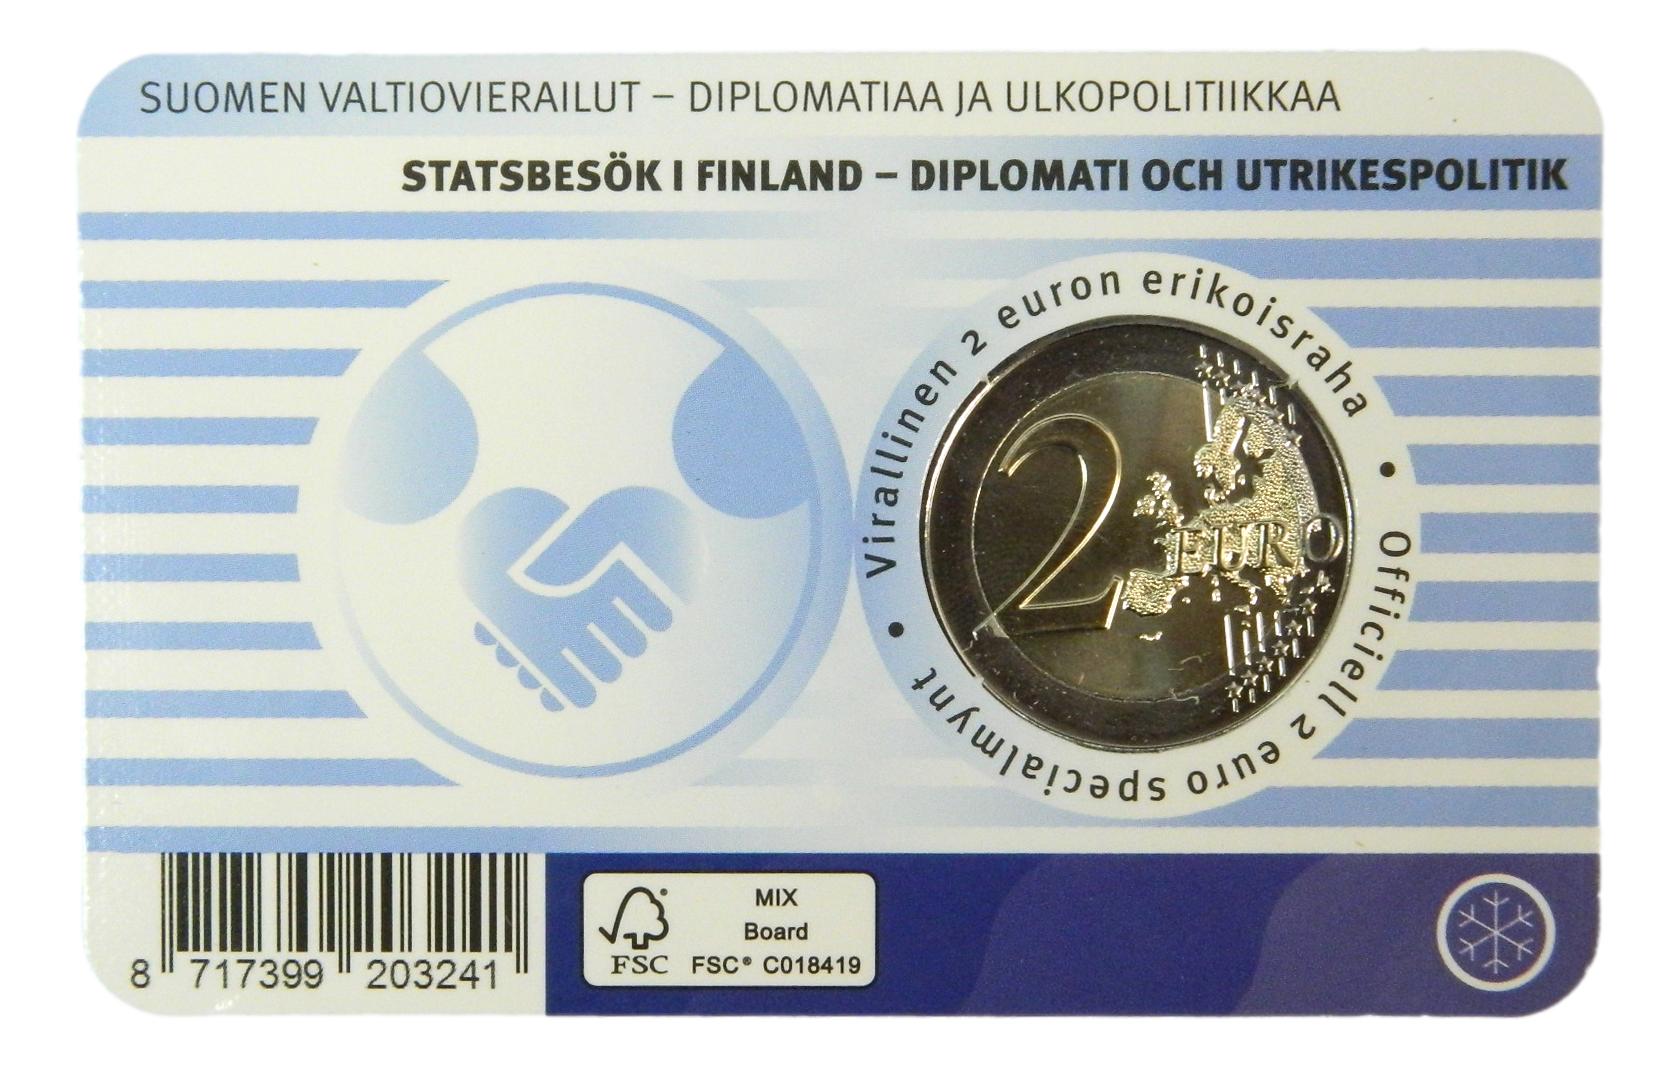 SUOMEN VALTIOVIERAILUT – DIPLOMATIAA JA ULKOPOLITIIKKAA
STATSBESÖK I FINLAND – DIPLOMATI OCH UTRIKESPOLITIK
Virallinen 2 euron erikoisraha
• Officiell 2 euro specialmynt •
2 EURO
8 717399 203241
MIX
Board
FSC FSC® C018419